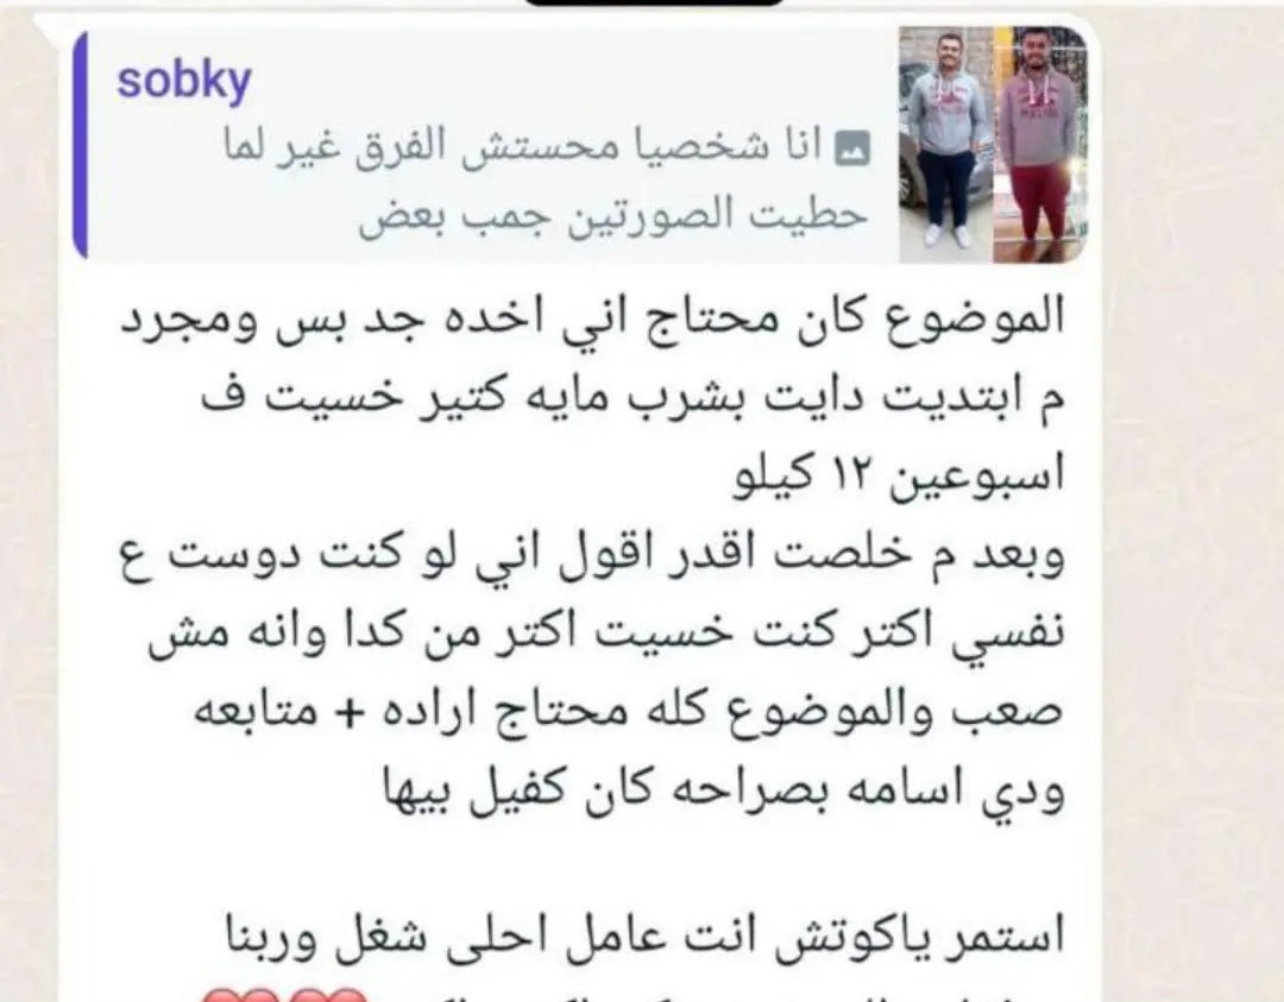 sobky
انا شخصيا محستش الفرق غير لما
حطيت الصورتين جمب بعض
الموضوع كان محتاج اني اخده جد بس ومجرد
م ابتديت دايت بشرب مايه كتير خسيت ف
اسبوعين ١٢ كيلو
وبعد م خلصت اقدر اقول اني لو كنت دوست ع
نفسي اكتر كنت خسيت اكتر من كدا وانه مش
صعب والموضوع كله محتاج اراده + متابعه
ودي اسامه بصراحه كان كفيل بيها
استمر ياكوتش انت عامل احلى شغل وربنا